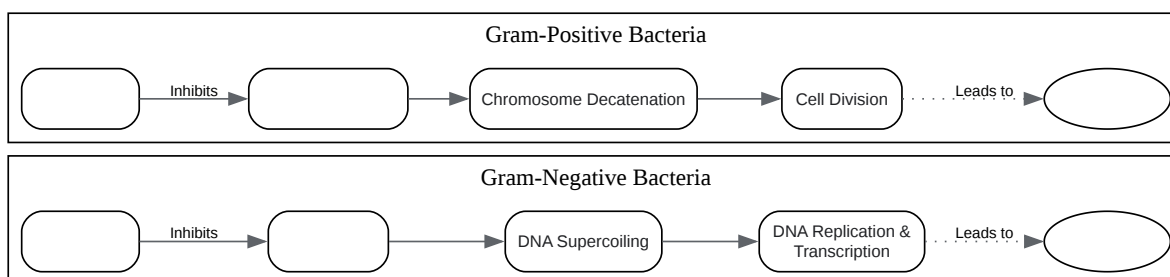 Gram-Positive Bacteria
Inhibits
Chromosome Decatenation
Cell Division
Leads to
Gram-Negative Bacteria
Inhibits
DNA Supercoiling
DNA Replication &
Transcription
Leads to